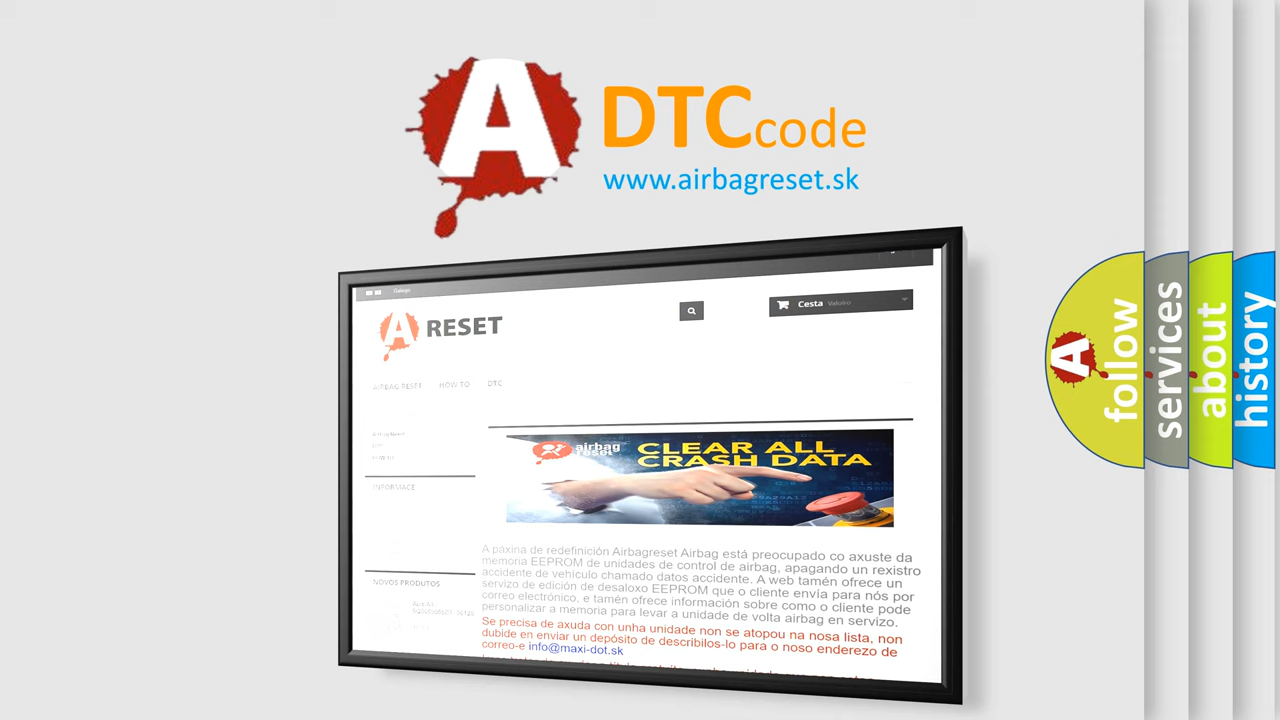 A
DTCcode
www.airbagreset.sk
Galego
A RESET
Cesta Valeiro
AIRBAG RESET HOW TO DTC
INFORMACE
airbag
reset
CLEAR ALL
CRASH DATA
A páxina de redefinición Airbagreset Airbag está preocupado co axuste da
memoria EEPROM de unidades de control de airbag, apagando un rexistro
accidente de vehículo chamado datos accidente. A web tamén ofrece un
servizo de edición de desaloxo EEPROM que o cliente envía para nós por
correo electrónico, e tamén ofrece información sobre como o cliente pode
personalizar a memoria para levar a unidade de volta airbag en servizo.
Se precisa de axuda con unha unidade non se atopou na nosa lista, non
dubide en enviar un depósito de describilos-lo para o noso enderezo de
correo-e info@maxi-dot.sk
NOVOS PRODUTOS
A
follow
services
about
history